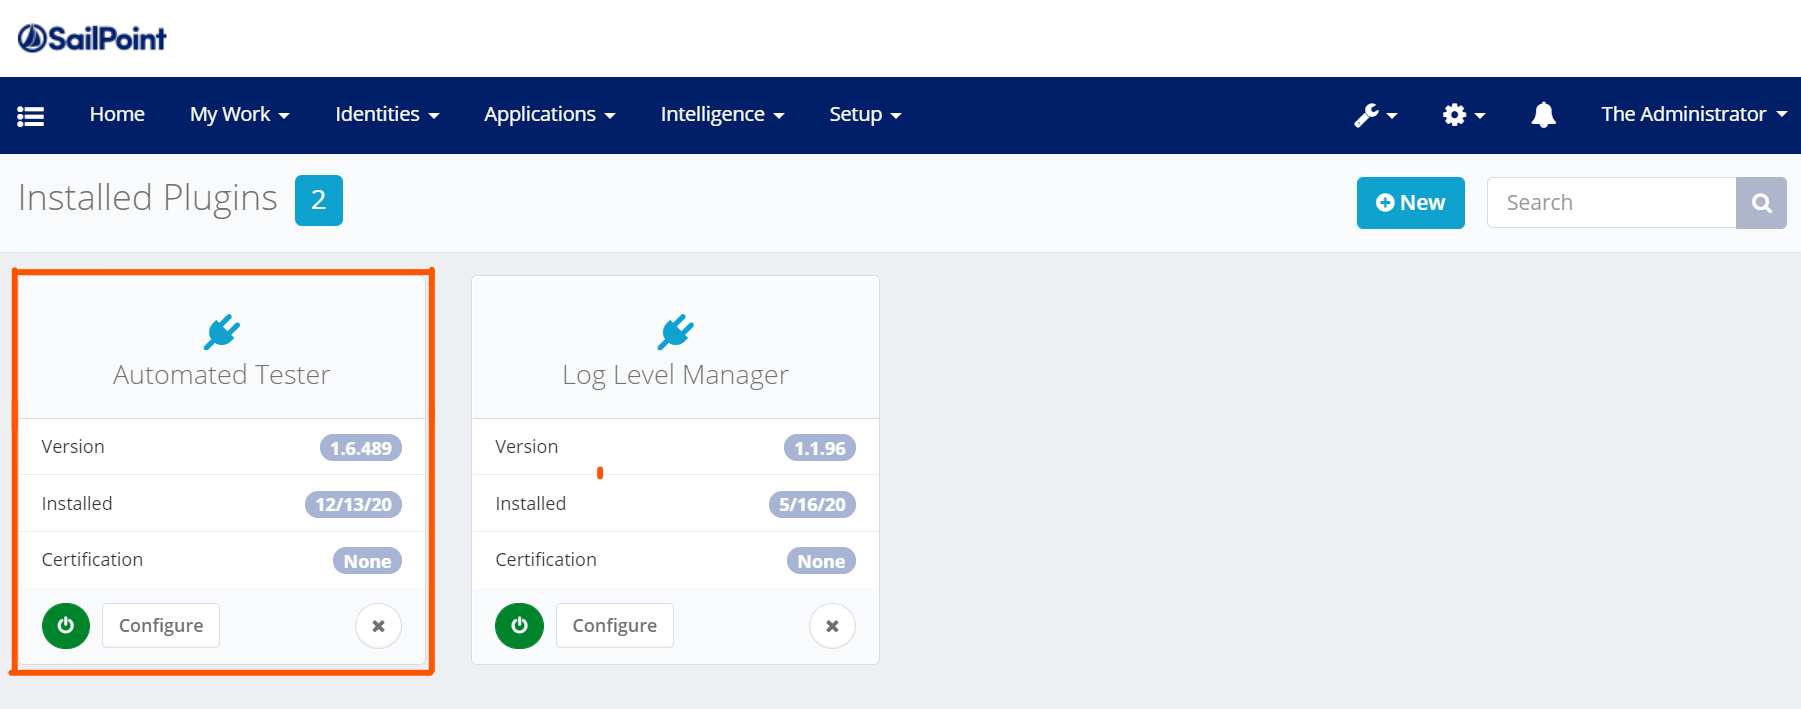 SailPoint
Home My Work Identities Applications Intelligence Setup The Administrator
Installed Plugins 2 New Search
Automated Tester
Version 1.6.489
Installed 12/13/20
Certification None
Configure
Log Level Manager
Version 1.1.96
Installed 5/16/20
Certification None
Configure